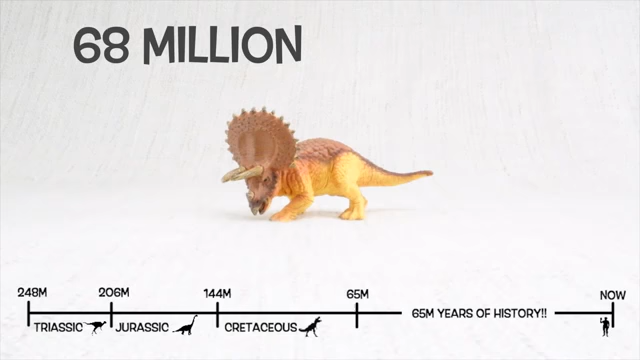 68 MILLION
248M 206M 144M 65M NOW
65M YEARS OF HISTORY!!
TRIASSIC JURASSIC CRETACEOUS